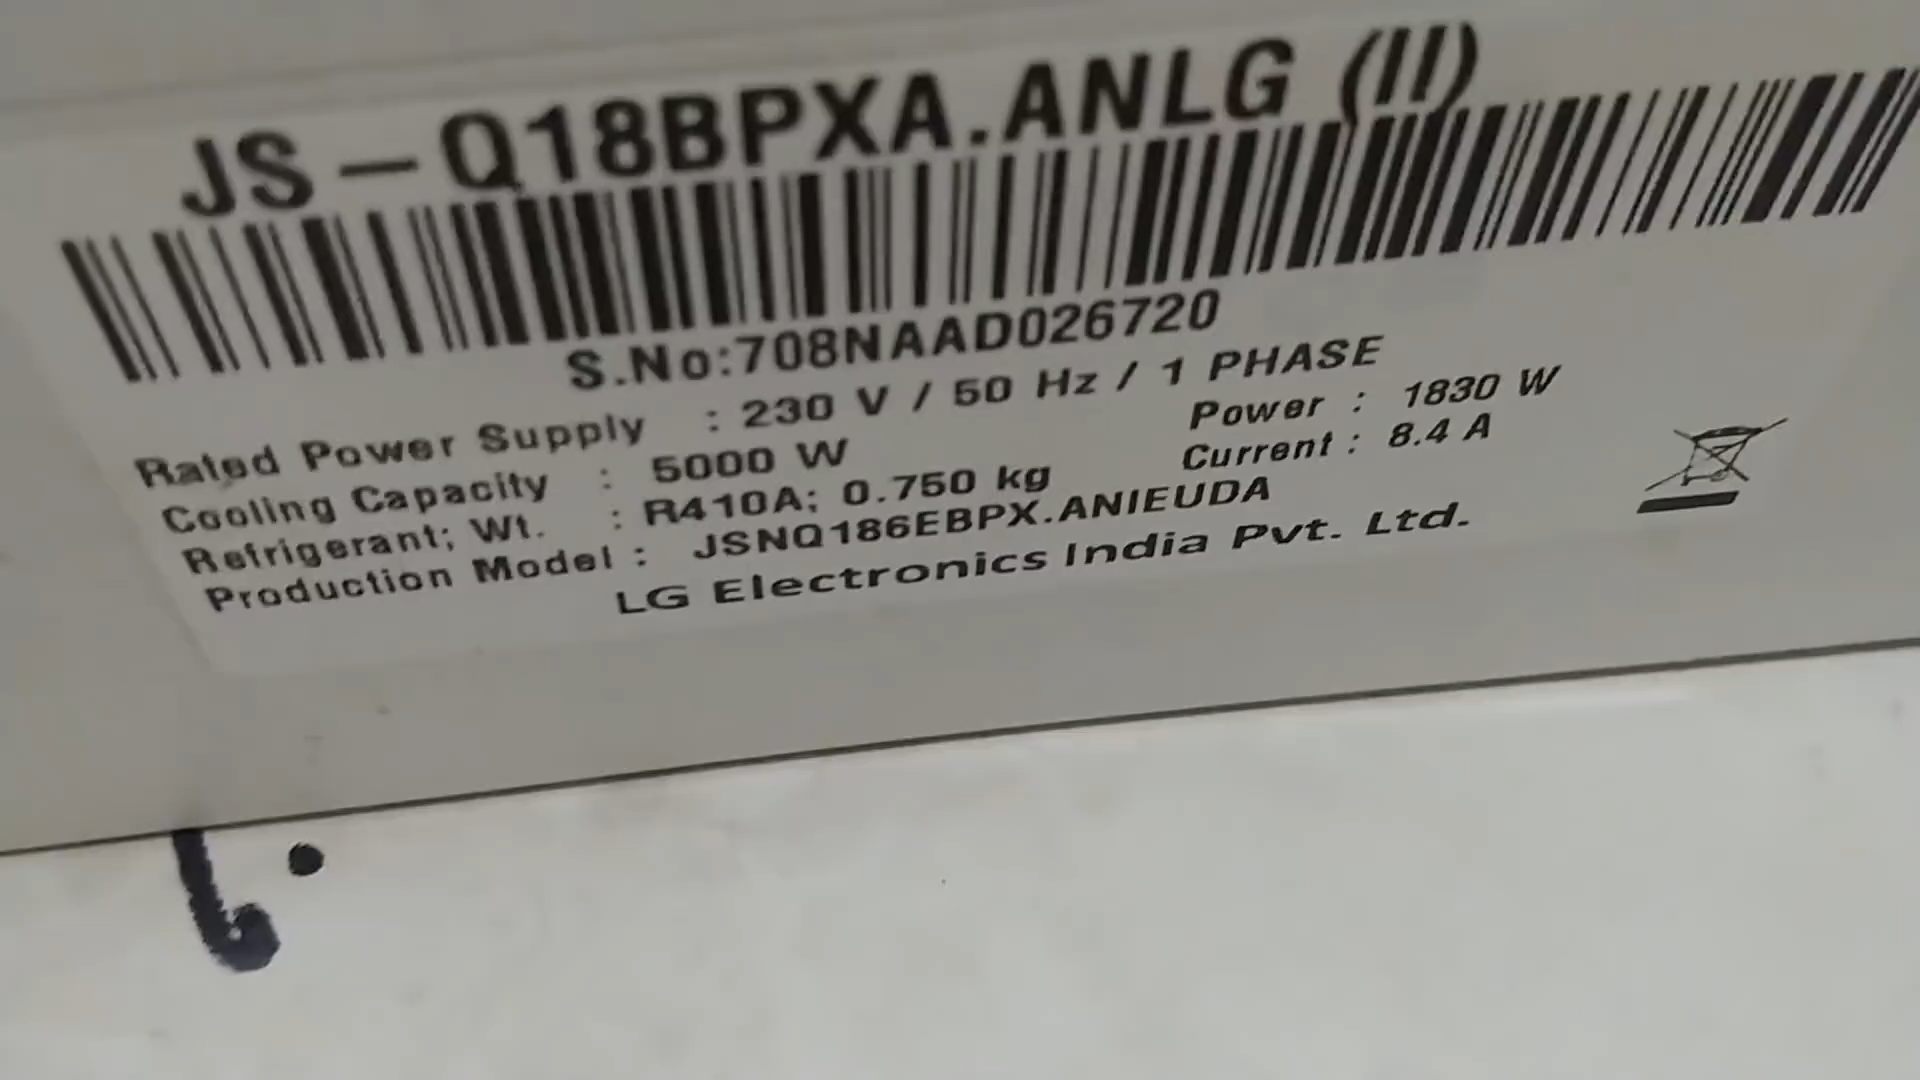 JS-Q18BPXA.ANLG (II)
S.No:708NAAD026720
Rated Power Supply : 230 V / 50 Hz / 1 PHASE
Cooling Capacity : 5000 W Power : 1830 W
Refrigerant; Wt. : R410A; 0.750 kg Current : 8.4 A
Production Model : JSNQ186EBPX.ANIEUDA
LG Electronics India Pvt. Ltd.